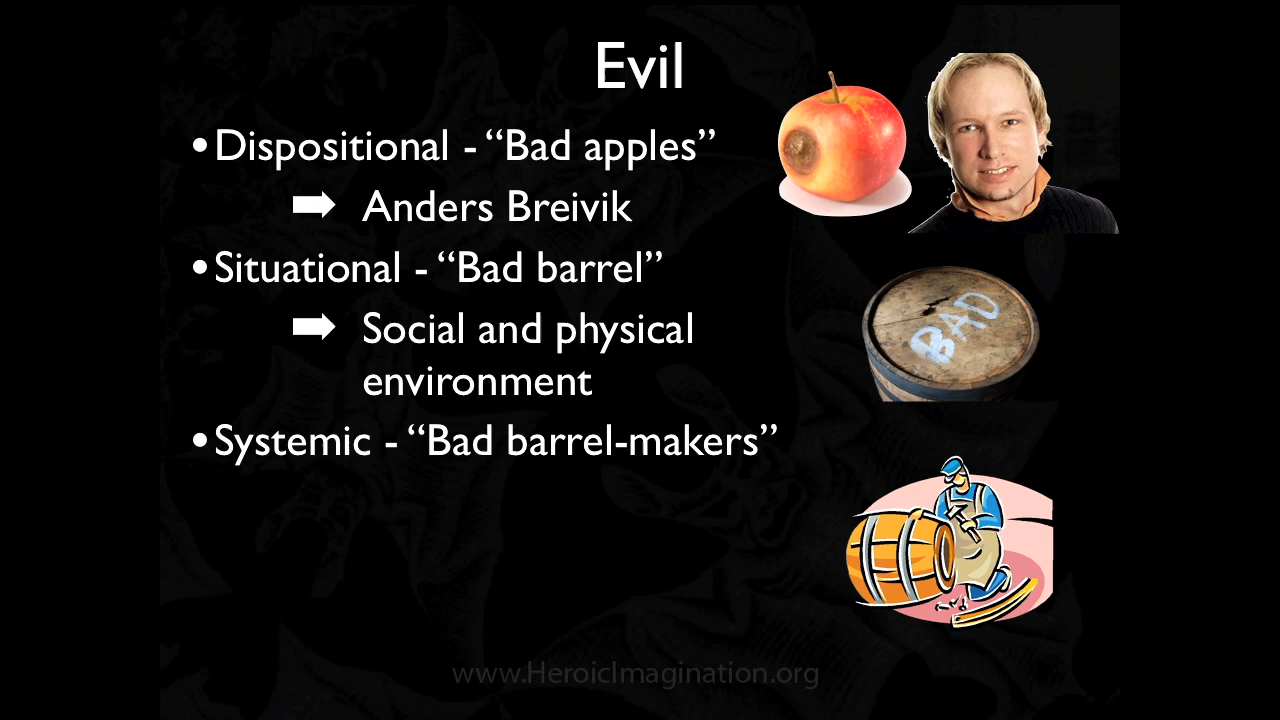 Evil
•Dispositional - “Bad apples”
➡ Anders Breivik
•Situational - “Bad barrel”
➡ Social and physical
environment
•Systemic - “Bad barrel-makers”
BAD
www.HeroicImagination.org